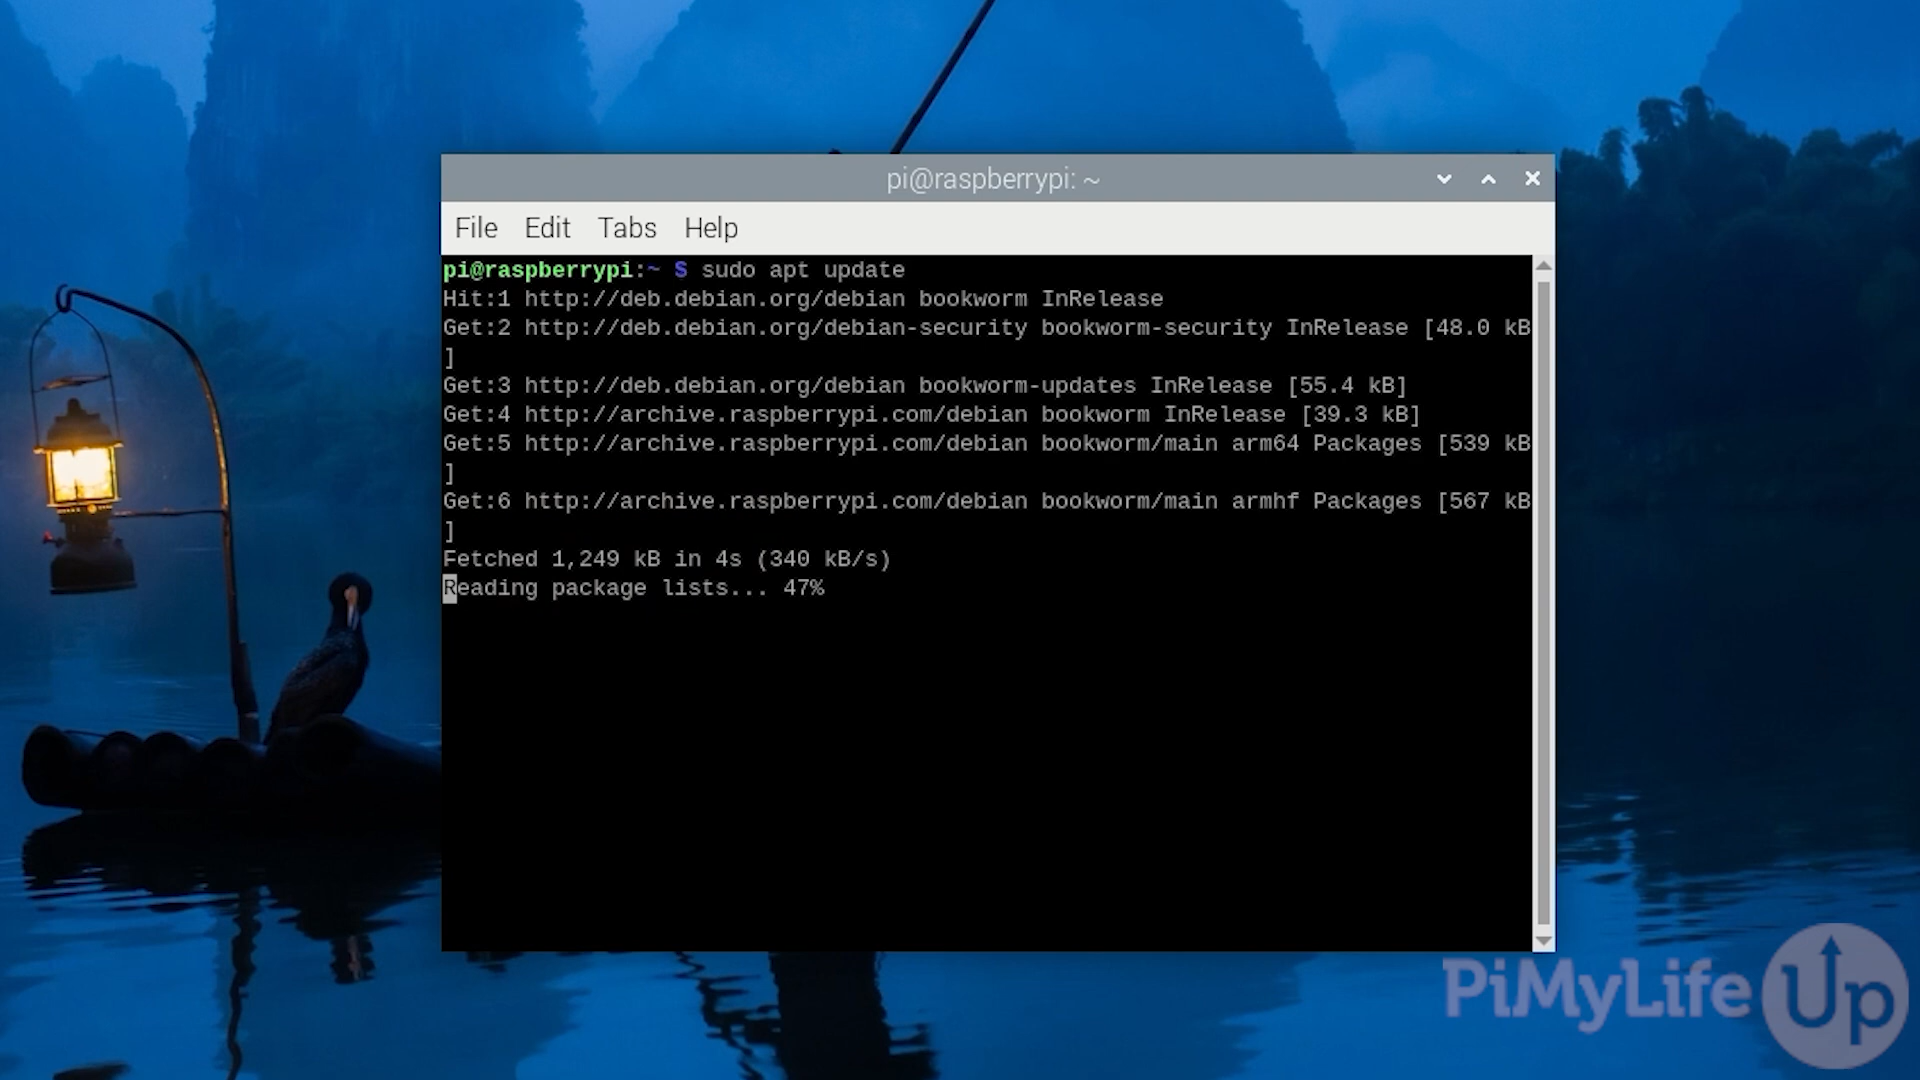 pi@raspberrypi: ~
File Edit Tabs Help
pi@raspberrypi:~ $ sudo apt update
Hit:1 http://deb.debian.org/debian bookworm InRelease
Get:2 http://deb.debian.org/debian-security bookworm-security InRelease [48.0 kB
]
Get:3 http://deb.debian.org/debian bookworm-updates InRelease [55.4 kB]
Get:4 http://archive.raspberrypi.com/debian bookworm InRelease [39.3 kB]
Get:5 http://archive.raspberrypi.com/debian bookworm/main arm64 Packages [539 kB
]
Get:6 http://archive.raspberrypi.com/debian bookworm/main armhf Packages [567 kB
]
Fetched 1,249 kB in 4s (340 kB/s)
Reading package lists... 47%
PiMyLifeUp